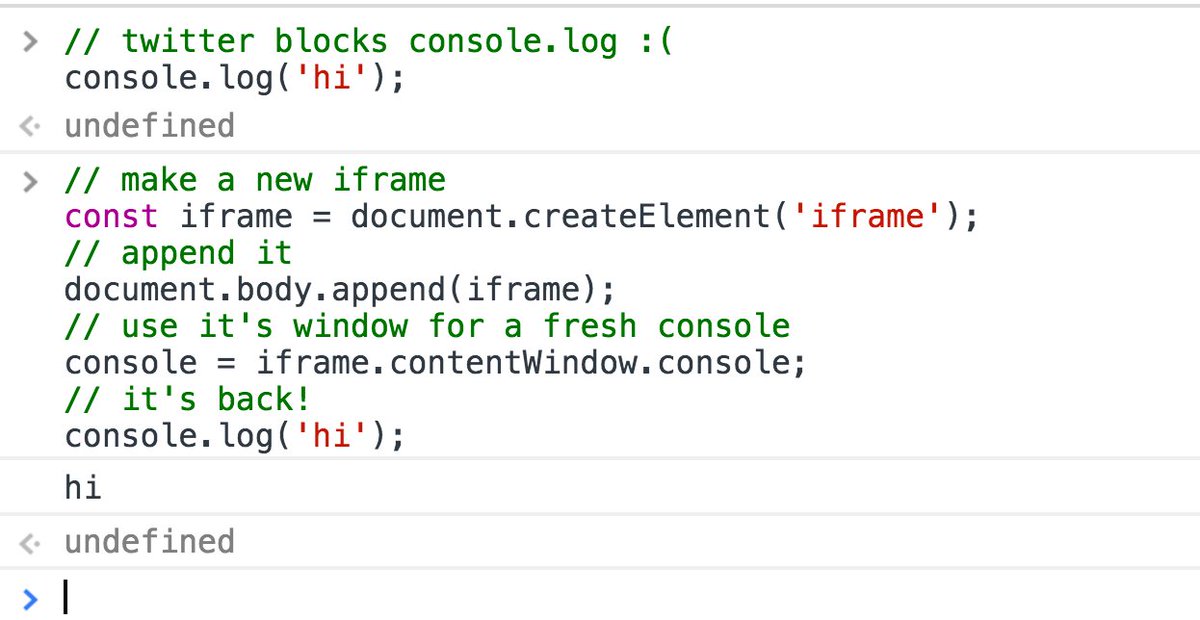 > // twitter blocks console.log :(
console.log('hi');
undefined
> // make a new iframe
const iframe = document.createElement('iframe');
// append it
document.body.append(iframe);
// use it's window for a fresh console
console = iframe.contentWindow.console;
// it's back!
console.log('hi');
hi
undefined
>